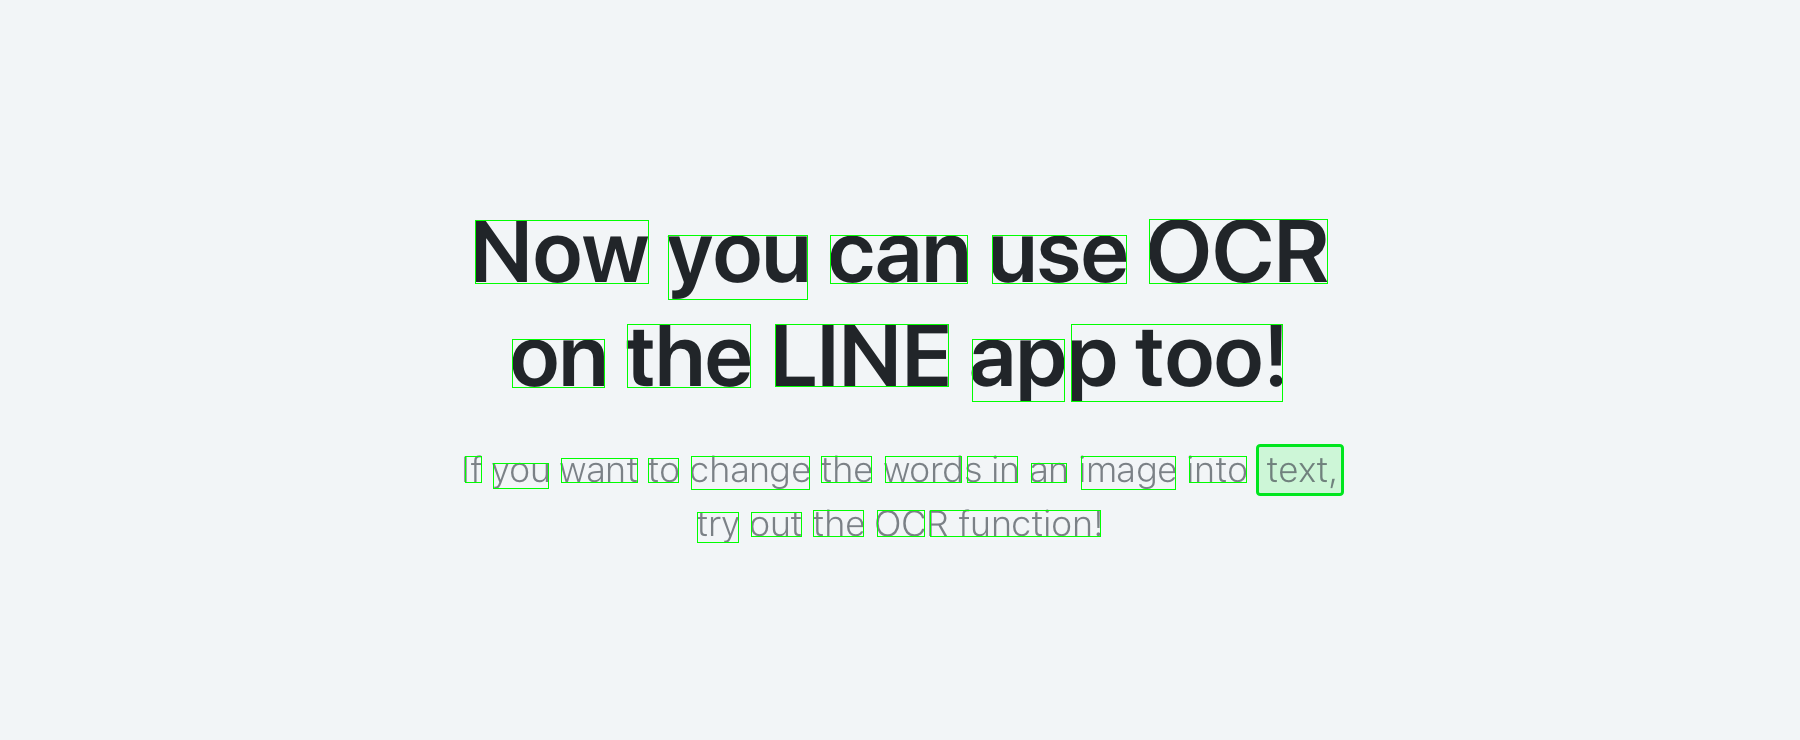 Now you can use OCR
on the LINE app too!
If you want to change the words in an image into text,
try out the OCR function!